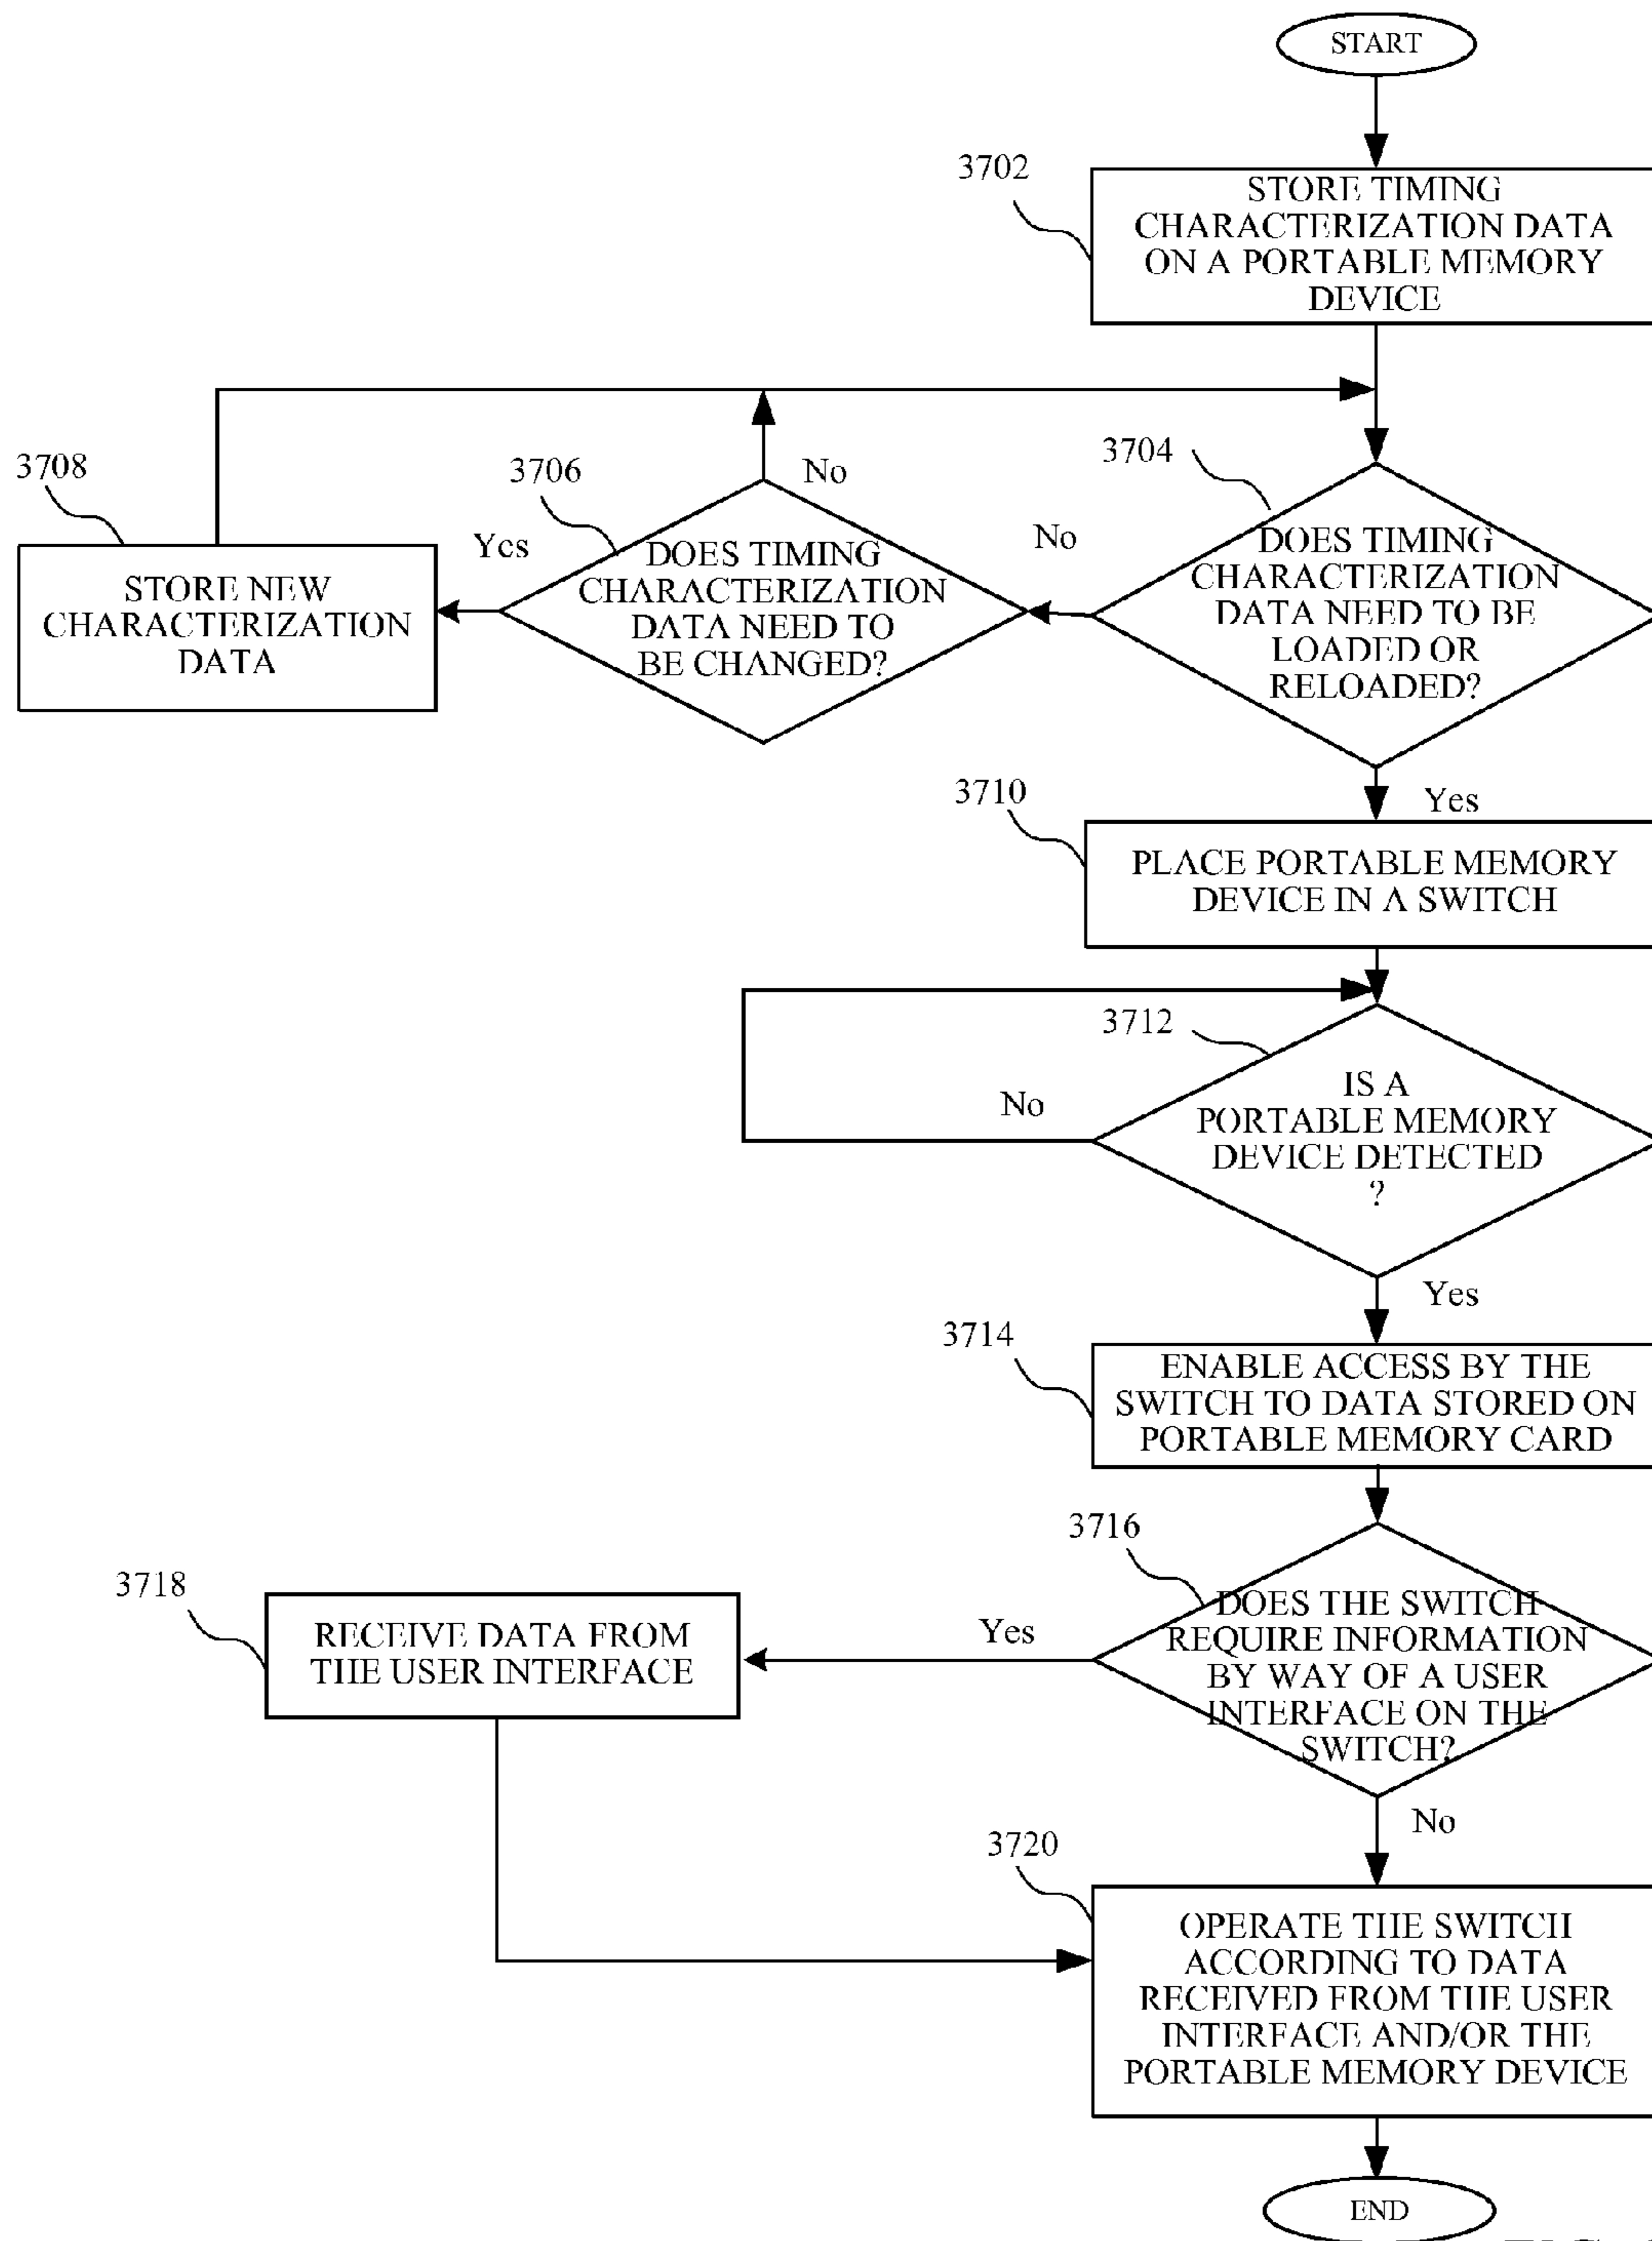 START
3702
STORE TIMING
CHARACTERIZATION DATA
ON A PORTABLE MEMORY
DEVICE
3704
DOES TIMING
CHARACTERIZATION
DATA NEED TO BE
LOADED OR
RELOADED?
No
3706
DOES TIMING
CHARACTERIZATION
DATA NEED TO
BE CHANGED?
No
Yes
3708
STORE NEW
CHARACTERIZATION
DATA
Yes
3710
PLACE PORTABLE MEMORY
DEVICE IN A SWITCH
3712
IS A
PORTABLE MEMORY
DEVICE DETECTED
?
No
Yes
3714
ENABLE ACCESS BY THE
SWITCH TO DATA STORED ON
PORTABLE MEMORY CARD
3716
DOES THE SWITCH
REQUIRE INFORMATION
BY WAY OF A USER
INTERFACE ON THE
SWITCH?
Yes
3718
RECEIVE DATA FROM
THE USER INTERFACE
No
3720
OPERATE THE SWITCH
ACCORDING TO DATA
RECEIVED FROM THE USER
INTERFACE AND/OR THE
PORTABLE MEMORY DEVICE
END